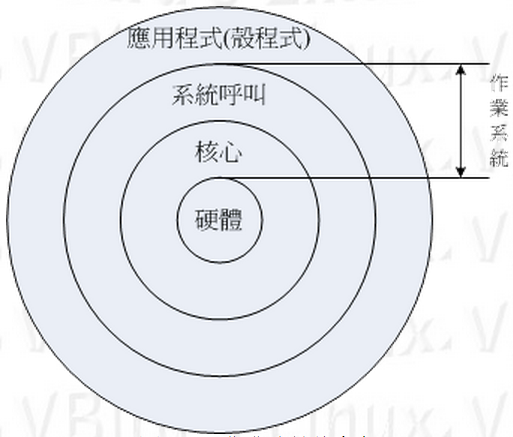 應用程式(殼程式)
系統呼叫
核心
硬體
作業系統